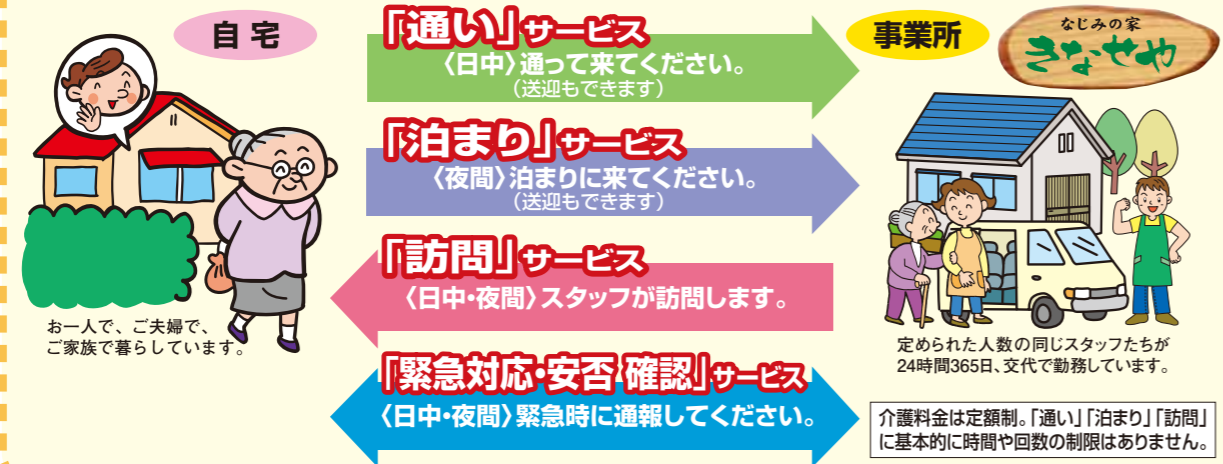 自宅
お一人で、ご夫婦で、
ご家族で暮らしています。
「通い」サービス
〈日中〉通って来てください。
(送迎もできます)
「泊まり」サービス
〈夜間〉泊まりに来てください。
(送迎もできます)
「訪問」サービス
〈日中・夜間〉スタッフが訪問します。
「緊急対応・安否 確認」サービス
〈日中・夜間〉緊急時に通報してください。
事業所
なじみの家
きなせや
定められた人数の同じスタッフたちが
24時間365日、交代で勤務しています。
介護料金は定額制。「通い」「泊まり」「訪問」
に基本的に時間や回数の制限はありません。